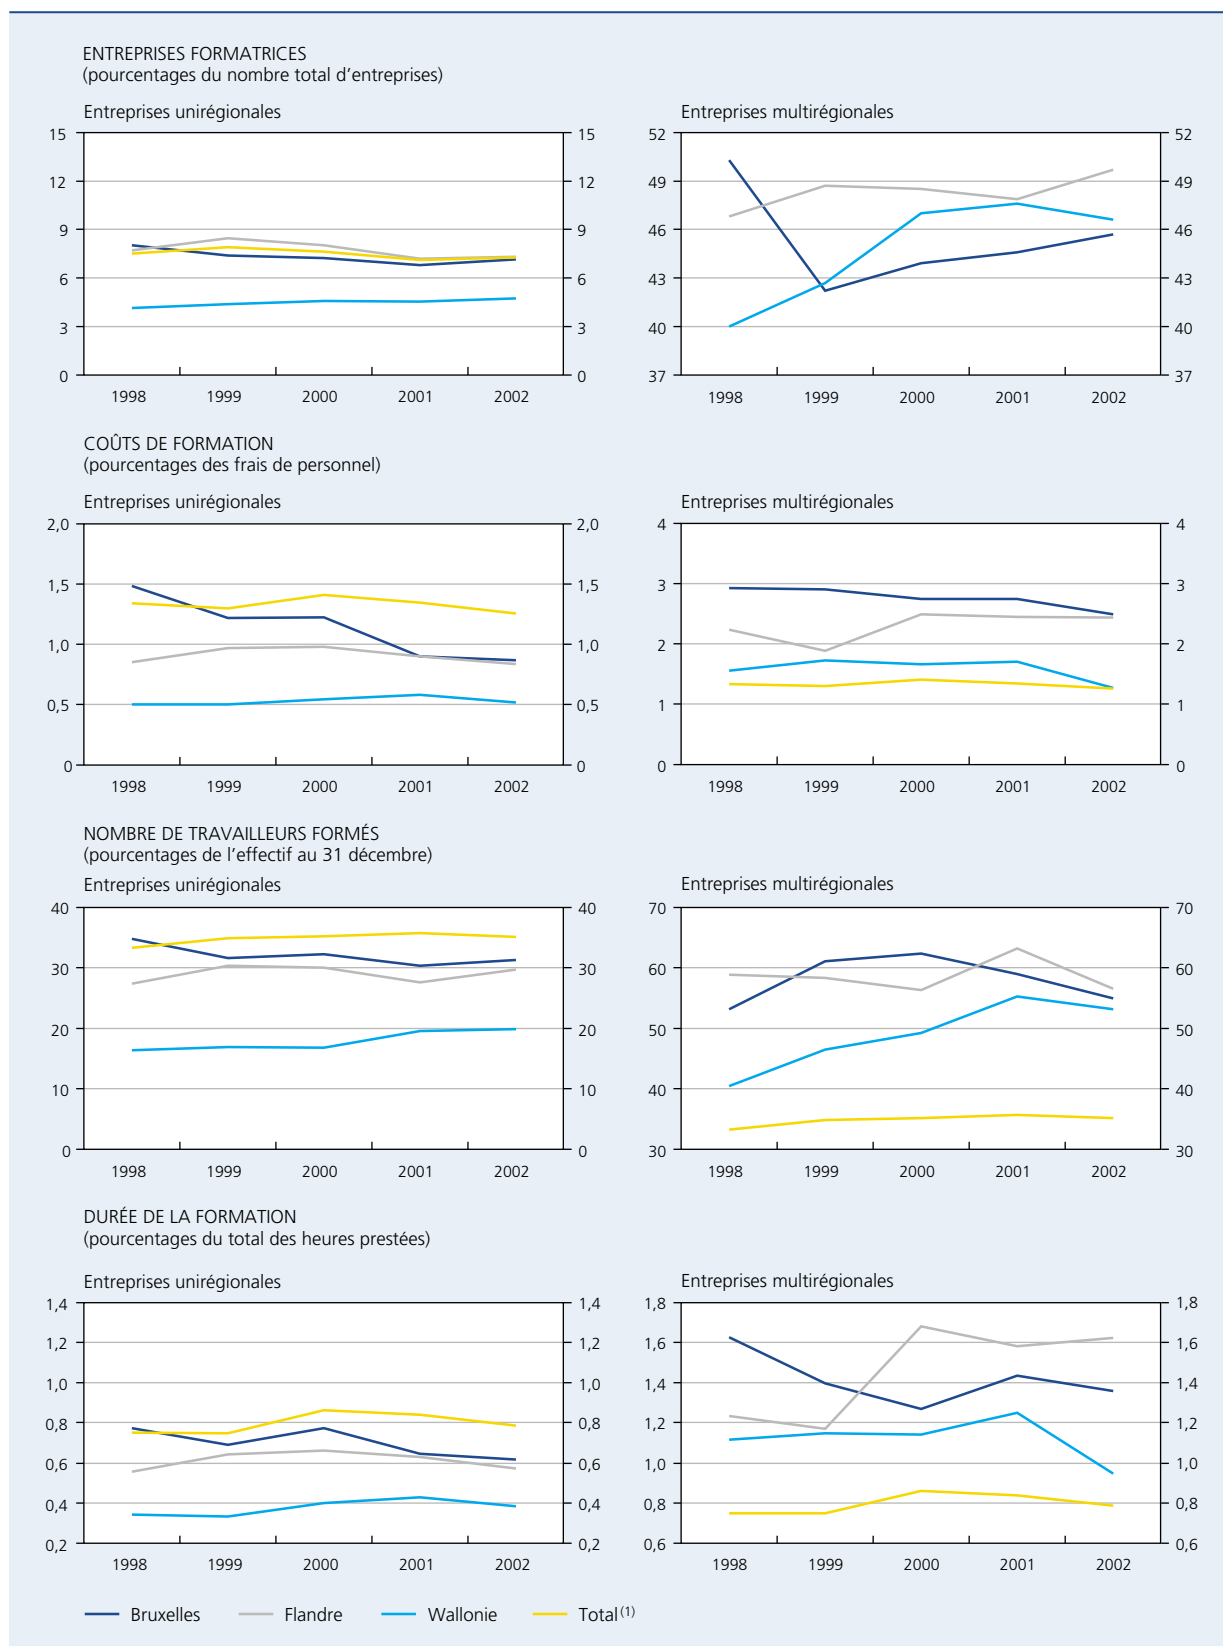 ENTREPRISES FORMATRICES
(pourcentages du nombre total d'entreprises)
Entreprises unirégionales
15 15
12 12
9 9
6 6
3 3
0 0
1998 1999 2000 2001 2002
Entreprises multirégionales
52 52
49 49
46 46
43 43
40 40
37 37
1998 1999 2000 2001 2002
COÛTS DE FORMATION
(pourcentages des frais de personnel)
Entreprises unirégionales
2,0 2,0
1,5 1,5
1,0 1,0
0,5 0,5
0 0
1998 1999 2000 2001 2002
Entreprises multirégionales
4 4
3 3
2 2
1 1
0 0
1998 1999 2000 2001 2002
NOMBRE DE TRAVAILLEURS FORMÉS
(pourcentages de l'effectif au 31 décembre)
Entreprises unirégionales
40 40
30 30
20 20
10 10
0 0
1998 1999 2000 2001 2002
Entreprises multirégionales
70 70
60 60
50 50
40 40
30 30
1998 1999 2000 2001 2002
DURÉE DE LA FORMATION
(pourcentages du total des heures prestées)
Entreprises unirégionales
1,4 1,4
1,2 1,2
1,0 1,0
0,8 0,8
0,6 0,6
0,4 0,4
0,2 0,2
1998 1999 2000 2001 2002
Entreprises multirégionales
1,8 1,8
1,6 1,6
1,4 1,4
1,2 1,2
1,0 1,0
0,8 0,8
0,6 0,6
1998 1999 2000 2001 2002
Bruxelles Flandre Wallonie Total (1)